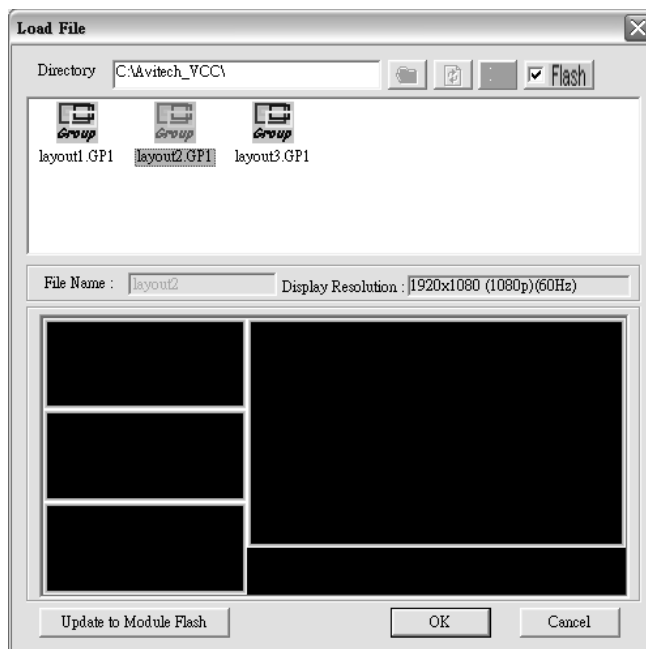 Load File
Directory C:\Avitech_VCC\ Flash
Group Group Group
layout1.GP1 layout2.GP1 layout3.GP1
File Name : layout2 Display Resolution : 1920x1080 (1080p)(60Hz)
Update to Module Flash OK Cancel